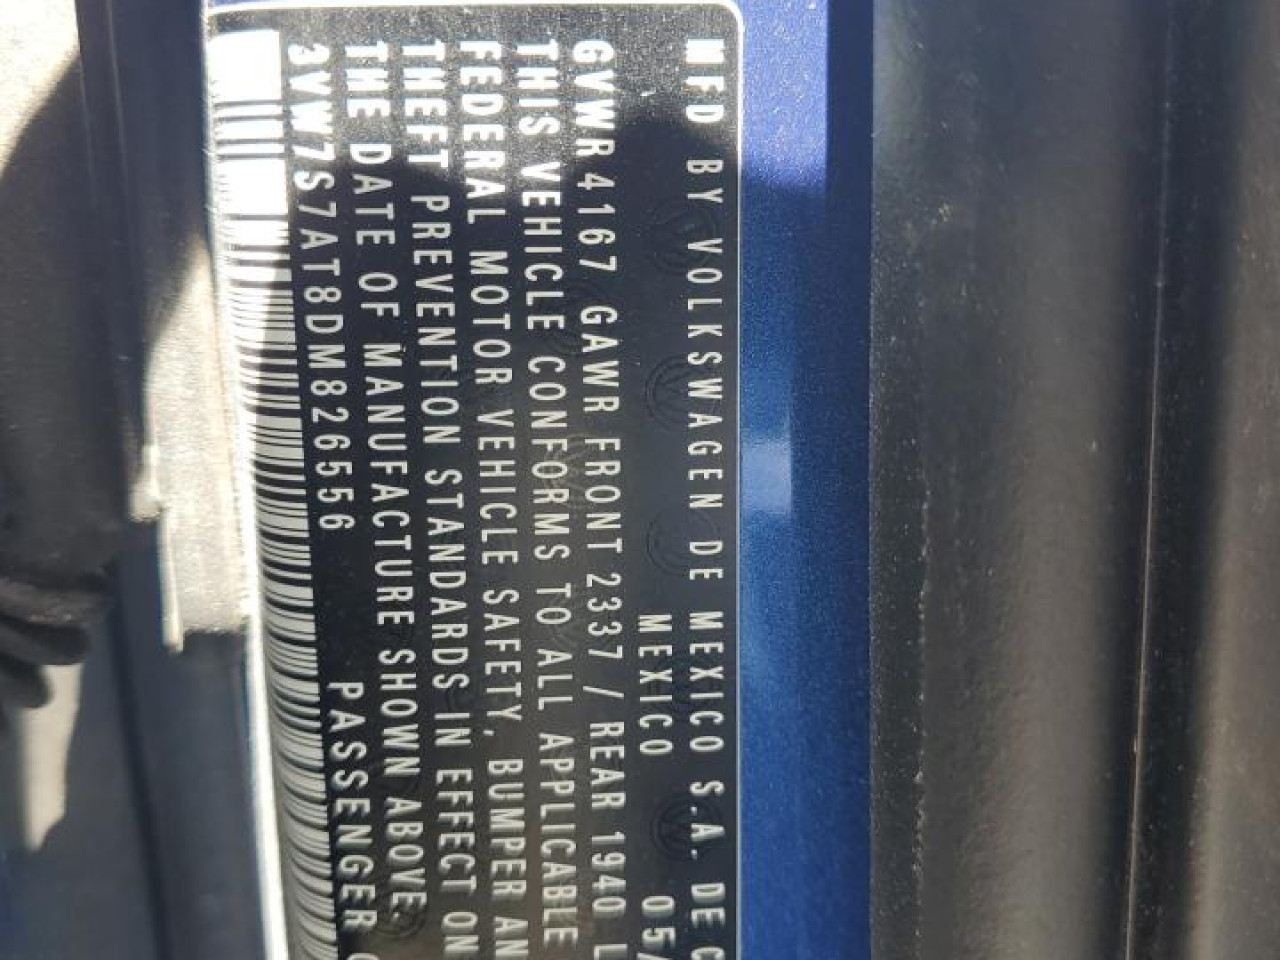 MFD BY VOLKSWAGEN DE MEXICO S.A. DE C
MEXICO 05/
GVWR 4167 GAWR FRONT 2337 / REAR 1940 L
THIS VEHICLE CONFORMS TO ALL APPLICABLE
FEDERAL MOTOR VEHICLE SAFETY, BUMPER AN
THEFT PREVENTION STANDARDS IN EFFECT ON
THE DATE OF MANUFACTURE SHOWN ABOVE.
3VW7S7AT8DM826556 PASSENGER C